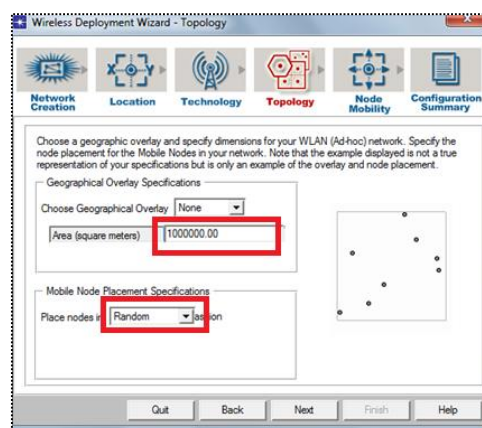 Wireless Deployment Wizard - Topology
Network Creation
Location
Technology
Topology
Node Mobility
Configuration Summary
Choose a geographic overlay and specify dimensions for your WLAN (Ad-hoc) network. Specify the
node placement for the Mobile Nodes in your network. Note that the example displayed is not a true
representation of your specifications but is only an example of the overlay and node placement.
Geographical Overlay Specifications
Choose Geographical Overlay None
Area (square meters) 1000000.00
Mobile Node Placement Specifications
Place nodes in Random
Quit Back Next Finish Help